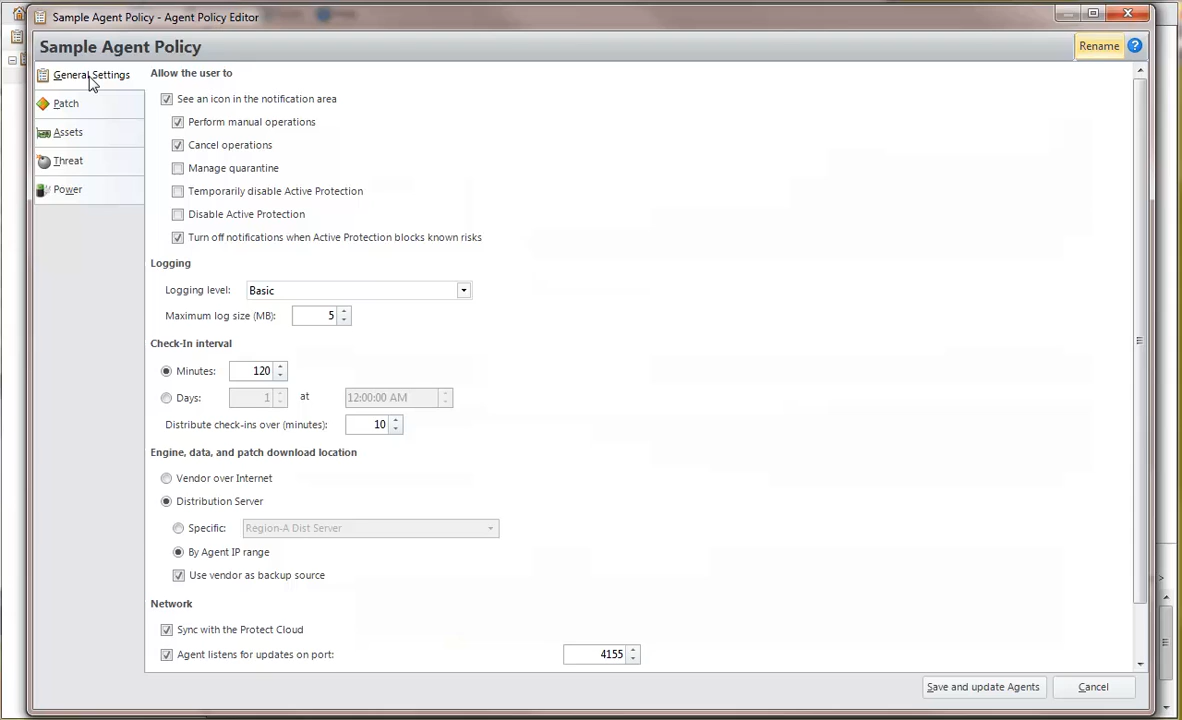 Sample Agent Policy - Agent Policy Editor
Sample Agent Policy
Rename
General Settings
Patch
Assets
Threat
Power
Allow the user to
See an icon in the notification area
Perform manual operations
Cancel operations
Manage quarantine
Temporarily disable Active Protection
Disable Active Protection
Turn off notifications when Active Protection blocks known risks
Logging
Logging level: Basic
Maximum log size (MB): 5
Check-In interval
Minutes: 120
Days: 1 at 12:00:00 AM
Distribute check-ins over (minutes): 10
Engine, data, and patch download location
Vendor over Internet
Distribution Server
Specific: Region-A Dist Server
By Agent IP range
Use vendor as backup source
Network
Sync with the Protect Cloud
Agent listens for updates on port: 4155
Save and update Agents Cancel